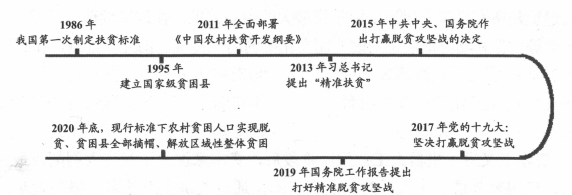 1986 年
我国第一次制定扶贫标准
1995 年
建立国家级贫困县
2011 年全面部署
《中国农村扶贫开发纲要》
2013 年习总书记
提出“精准扶贫”
2015 年中共中央、国务院作
出打赢脱贫攻坚战的决定
2017 年党的十九大:
坚决打赢脱贫攻坚战
2019 年国务院工作报告提出
打好精准脱贫攻坚战
2020 年底，现行标准下农村贫困人口实现脱
贫、贫困县全部摘帽、解放区域性整体贫困